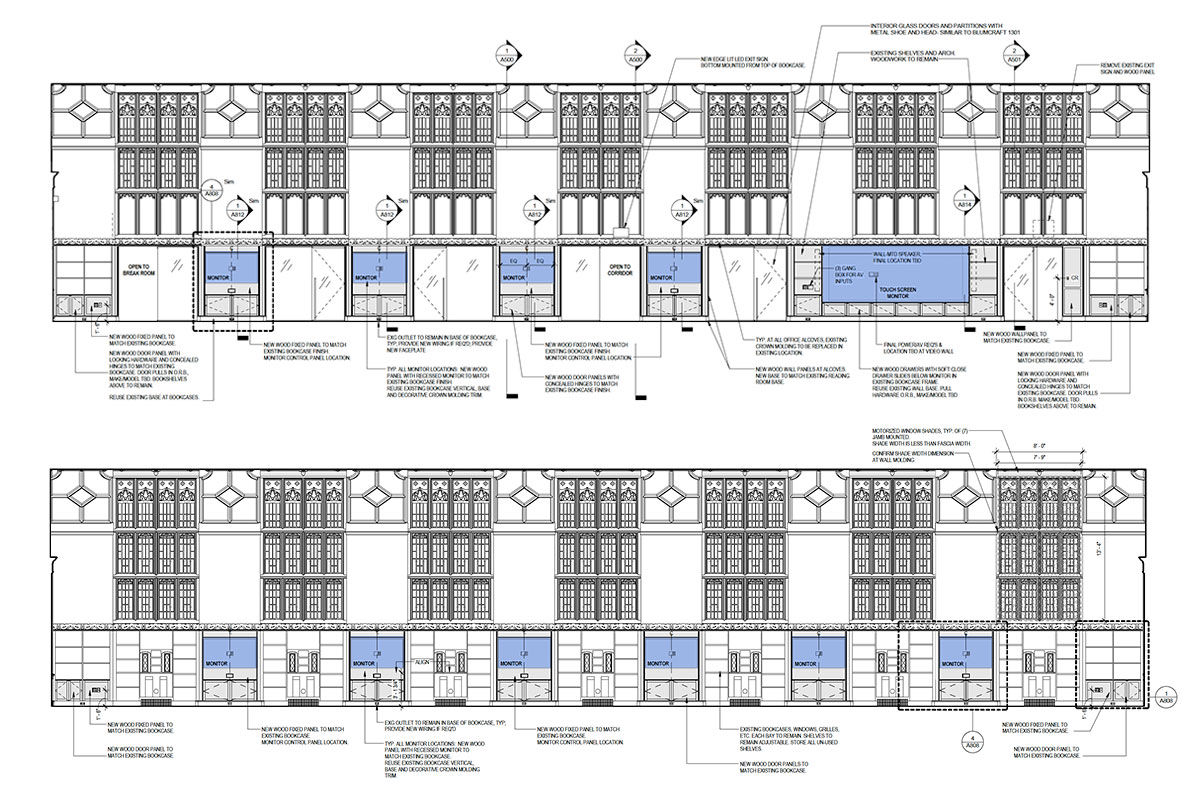 INTERIOR GLASS DOORS AND PARTITIONS WITH
METAL SHOE AND HEAD- SIMILAR TO BLUMCRAFT 1301
1
A500
2
A500
NEW EDGE LIT LED EXIT SIGN
BOTTOM MOUNTED FROM TOP OF BOOKCASE.
EXISTING SHELVES AND ARCH.
WOODWORK TO REMAIN
2
A501
REMOVE EXISTING EXIT
SIGN AND WOOD PANEL
4
A808
Sim
1
A812
Sim
1
A812
Sim
1
A812
Sim
1
A812
Sim
1
A814
OPEN TO
BREAK ROOM
MONITOR
MONITOR
EQ
EQ
MONITOR
OPEN TO
CORRIDOR
MONITOR
WALL MTD SPEAKER,
FINAL LOCATION TBD
(3) GANG
BOX FOR AV
INPUTS
TOUCH SCREEN
MONITOR
CR
4'-0"
1'-6"
NEW WOOD FIXED PANEL TO
MATCH EXISTING BOOKCASE.
NEW WOOD DOOR PANEL WITH
LOCKING HARDWARE AND CONCEALED
HINGES TO MATCH EXISTING
BOOKCASE. DOOR PULLS IN O.R.B.,
MAKE/MODEL TBD. BOOKSHELVES
ABOVE TO REMAIN.
REUSE EXISTING BASE AT BOOKCASES.
NEW WOOD FIXED PANEL TO MATCH
EXISTING BOOKCASE FINISH.
MONITOR CONTROL PANEL LOCATION.
EXG OUTLET TO REMAIN IN BASE OF BOOKCASE,
TYP; PROVIDE NEW WIRING IF REQ'D; PROVIDE
NEW FACEPLATE
TYP. ALL MONITOR LOCATIONS: NEW WOOD
PANEL WITH RECESSED MONITOR TO MATCH
EXISTING BOOKCASE FINISH
REUSE EXISTING BOOKCASE VERTICAL, BASE
AND DECORATIVE CROWN MOLDING TRIM.
NEW WOOD FIXED PANEL TO MATCH
EXISTING BOOKCASE FINISH.
MONITOR CONTROL PANEL LOCATION.
NEW WOOD DOOR PANELS WITH
CONCEALED HINGES TO MATCH
EXISTING BOOKCASE FINISH.
NEW WOOD WALL PANELS AT ALCOVES.
NEW BASE TO MATCH EXISTING READING
ROOM BASE.
TYP. AT ALL OFFICE ALCOVES, EXISTING
CROWN MOLDING TO BE REPLACED IN
EXISTING LOCATION.
FINAL POWER/AV REQ'S &
LOCATION TBD AT VIDEO WALL
NEW WOOD DRAWERS WITH SOFT CLOSE
DRAWER SLIDES BELOW MONITOR IN
EXISTING BOOKCASE FRAME.
REUSE EXISTING WALL BASE. PULL
HARDWARE O.R.B., MAKE/MODEL TBD
NEW WOOD WALL PANEL TO
MATCH EXISTING BOOKCASE.
NEW WOOD FIXED PANEL TO
MATCH EXISTING BOOKCASE.
NEW WOOD DOOR PANEL WITH
LOCKING HARDWARE AND
CONCEALED HINGES TO MATCH
EXISTING BOOKCASE. DOOR PULLS
IN O.R.B. MAKE/MODEL TBD.
BOOKSHELVES ABOVE TO REMAIN.
MOTORIZED WINDOW SHADES, TYP. OF (7)
JAMB MOUNTED.
SHADE WIDTH IS LESS THAN FASCIA WIDTH
CONFIRM SHADE WIDTH DIMENSION
AT WALL MOLDING
8' - 0"
7' - 9"
13' - 4"
MONITOR
MONITOR
ALIGN
MONITOR
MONITOR
MONITOR
MONITOR
1'-6"
1
A808
4
A808
NEW WOOD FIXED PANEL TO
MATCH EXISTING BOOKCASE.
NEW WOOD DOOR PANEL TO
MATCH EXISTING BOOKCASE.
NEW WOOD FIXED PANEL TO MATCH
EXISTING BOOKCASE.
MONITOR CONTROL PANEL LOCATION.
EXG OUTLET TO REMAIN IN BASE OF BOOKCASE, TYP;
PROVIDE NEW WIRING IF REQ'D
TYP. ALL MONITOR LOCATIONS: NEW WOOD
PANEL WITH RECESSED MONITOR TO
MATCH EXISTING BOOKCASE
REUSE EXISTING BOOKCASE VERTICAL,
BASE AND DECORATIVE CROWN MOLDING
TRIM
NEW WOOD FIXED PANEL TO MATCH
EXISTING BOOKCASE.
MONITOR CONTROL PANEL LOCATION.
EXISTING BOOKCASES, WINDOWS, GRILLES,
ETC. EACH BAY TO REMAIN. SHELVES TO
REMAIN ADJUSTABLE. STORE ALL UN-USED
SHELVES.
NEW WOOD DOOR PANELS TO
MATCH EXISTING BOOKCASE.
NEW WOOD FIXED PANEL TO
MATCH EXISTING BOOKCASE.
NEW WOOD DOOR PANEL TO
MATCH EXISTING BOOKCASE.